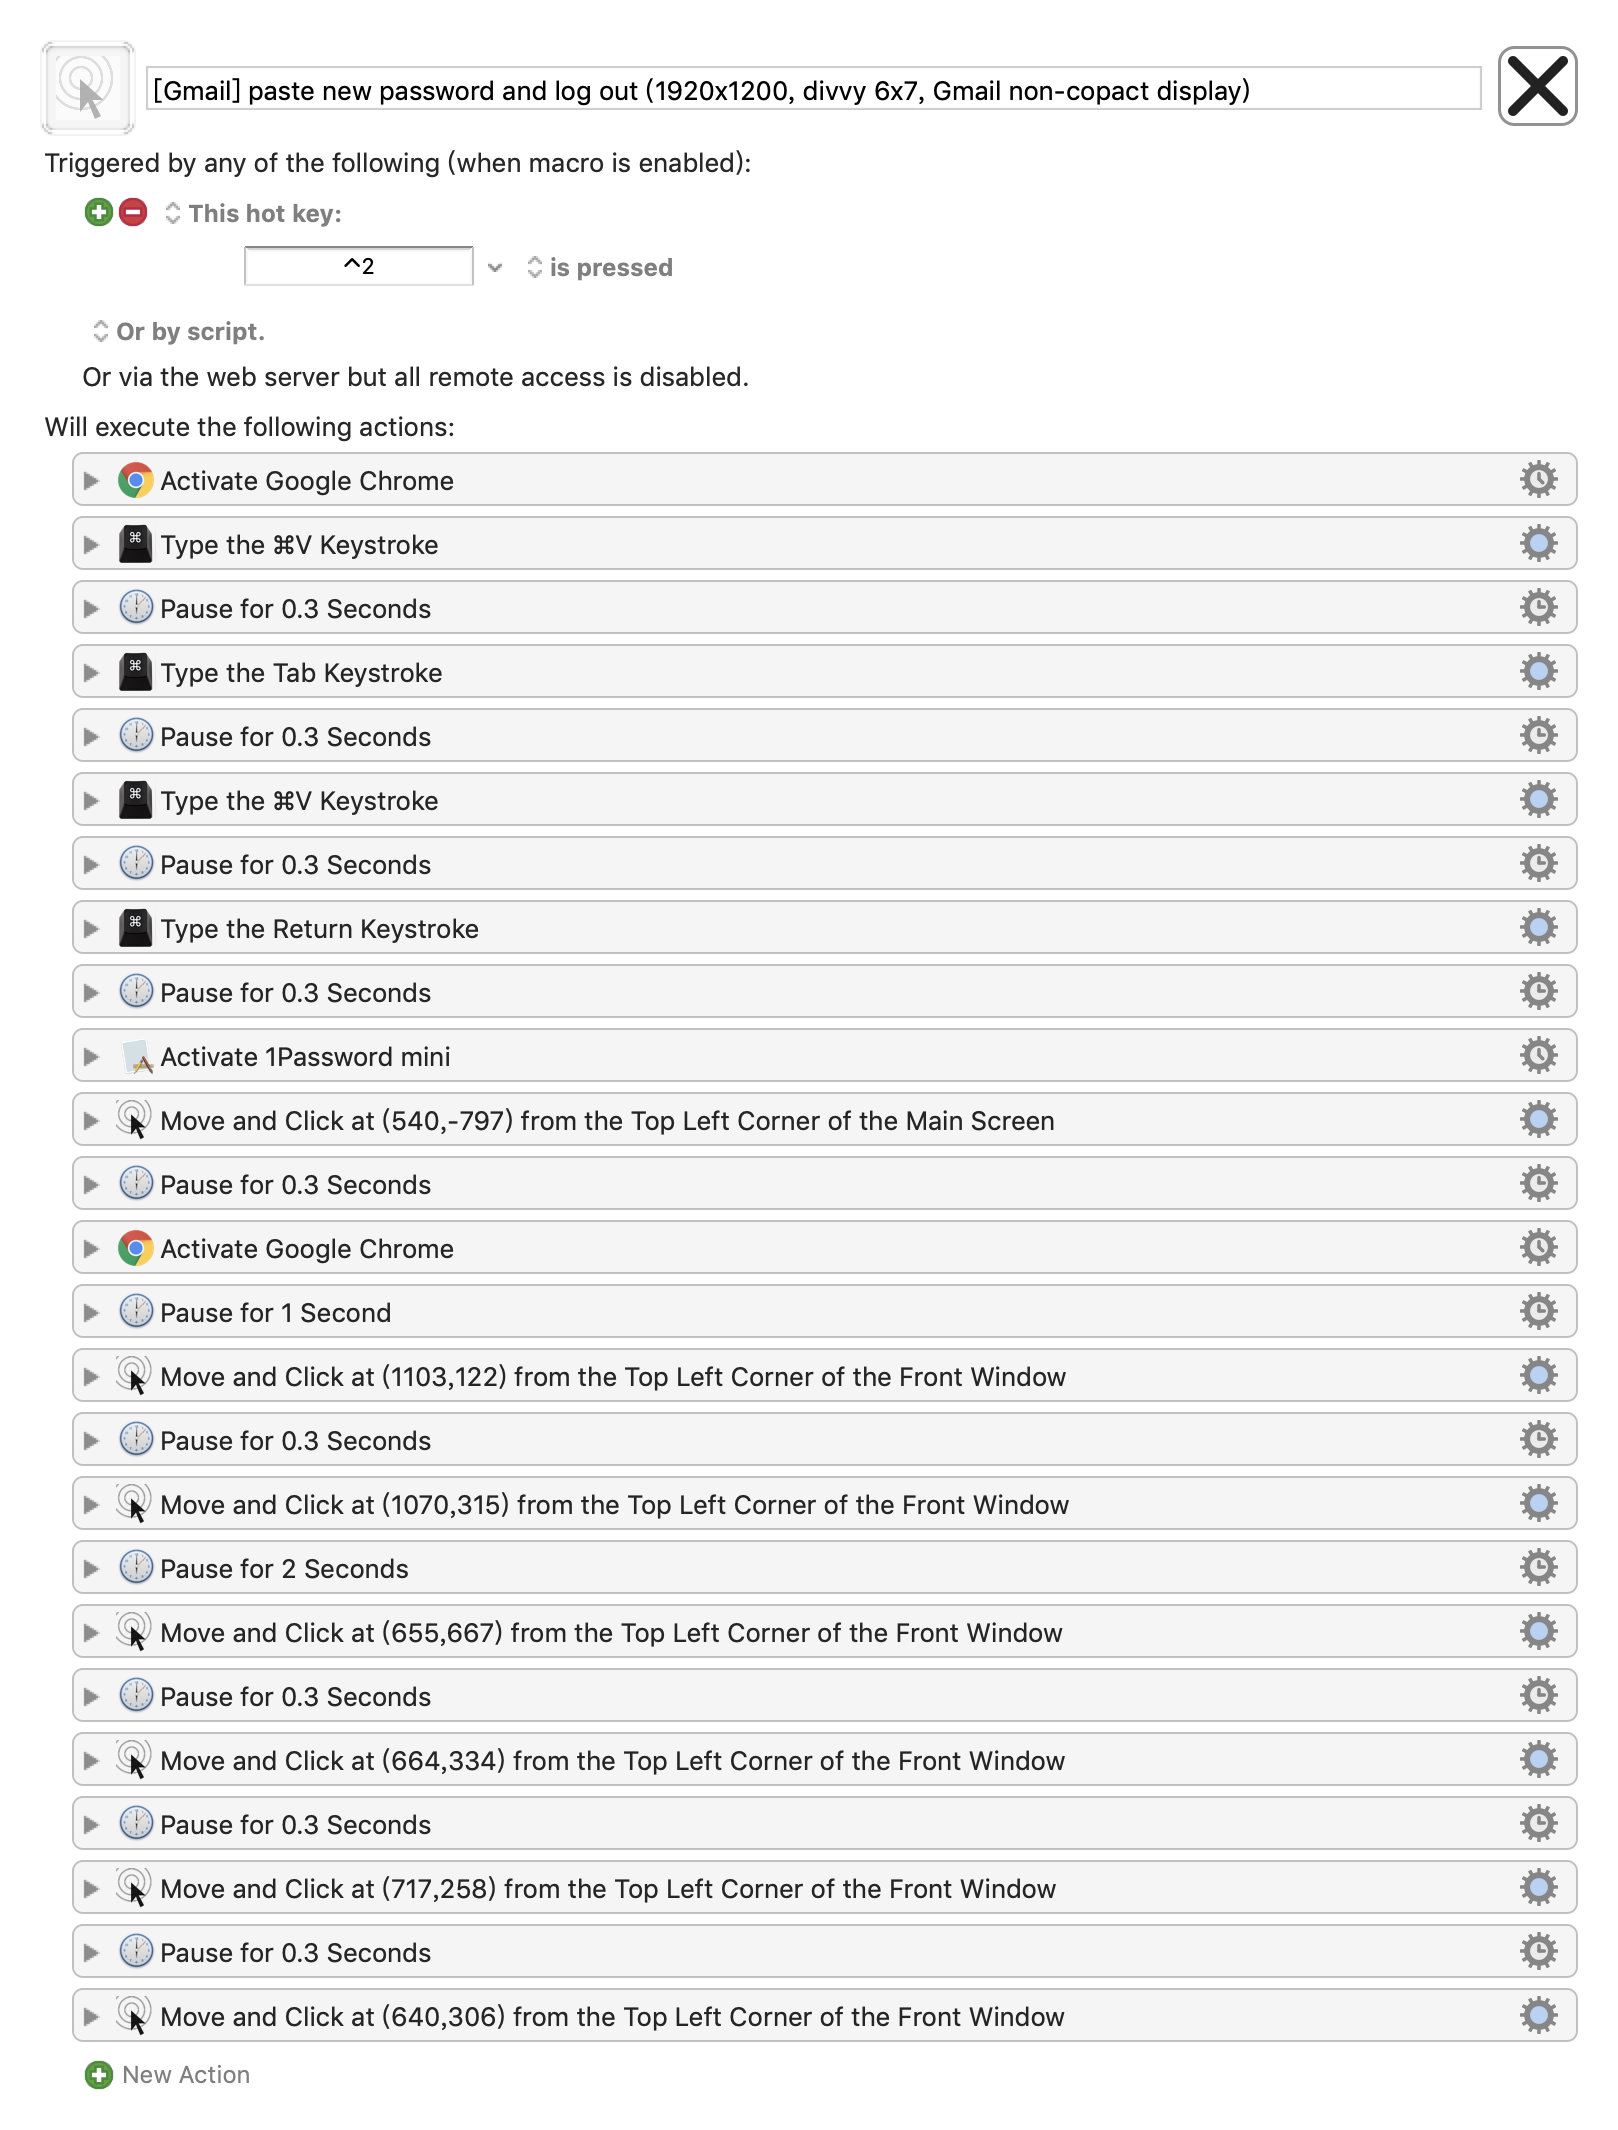 [Gmail] paste new password and log out (1920x1200, divvy 6x7, Gmail non-copact display)
Triggered by any of the following (when macro is enabled):
This hot key:
^2
is pressed
Or by script.
Or via the web server but all remote access is disabled.
Will execute the following actions:
Activate Google Chrome
Type the ⌘V Keystroke
Pause for 0.3 Seconds
Type the Tab Keystroke
Pause for 0.3 Seconds
Type the ⌘V Keystroke
Pause for 0.3 Seconds
Type the Return Keystroke
Pause for 0.3 Seconds
Activate 1Password mini
Move and Click at (540,-797) from the Top Left Corner of the Main Screen
Pause for 0.3 Seconds
Activate Google Chrome
Pause for 1 Second
Move and Click at (1103,122) from the Top Left Corner of the Front Window
Pause for 0.3 Seconds
Move and Click at (1070,315) from the Top Left Corner of the Front Window
Pause for 2 Seconds
Move and Click at (655,667) from the Top Left Corner of the Front Window
Pause for 0.3 Seconds
Move and Click at (664,334) from the Top Left Corner of the Front Window
Pause for 0.3 Seconds
Move and Click at (717,258) from the Top Left Corner of the Front Window
Pause for 0.3 Seconds
Move and Click at (640,306) from the Top Left Corner of the Front Window
New Action